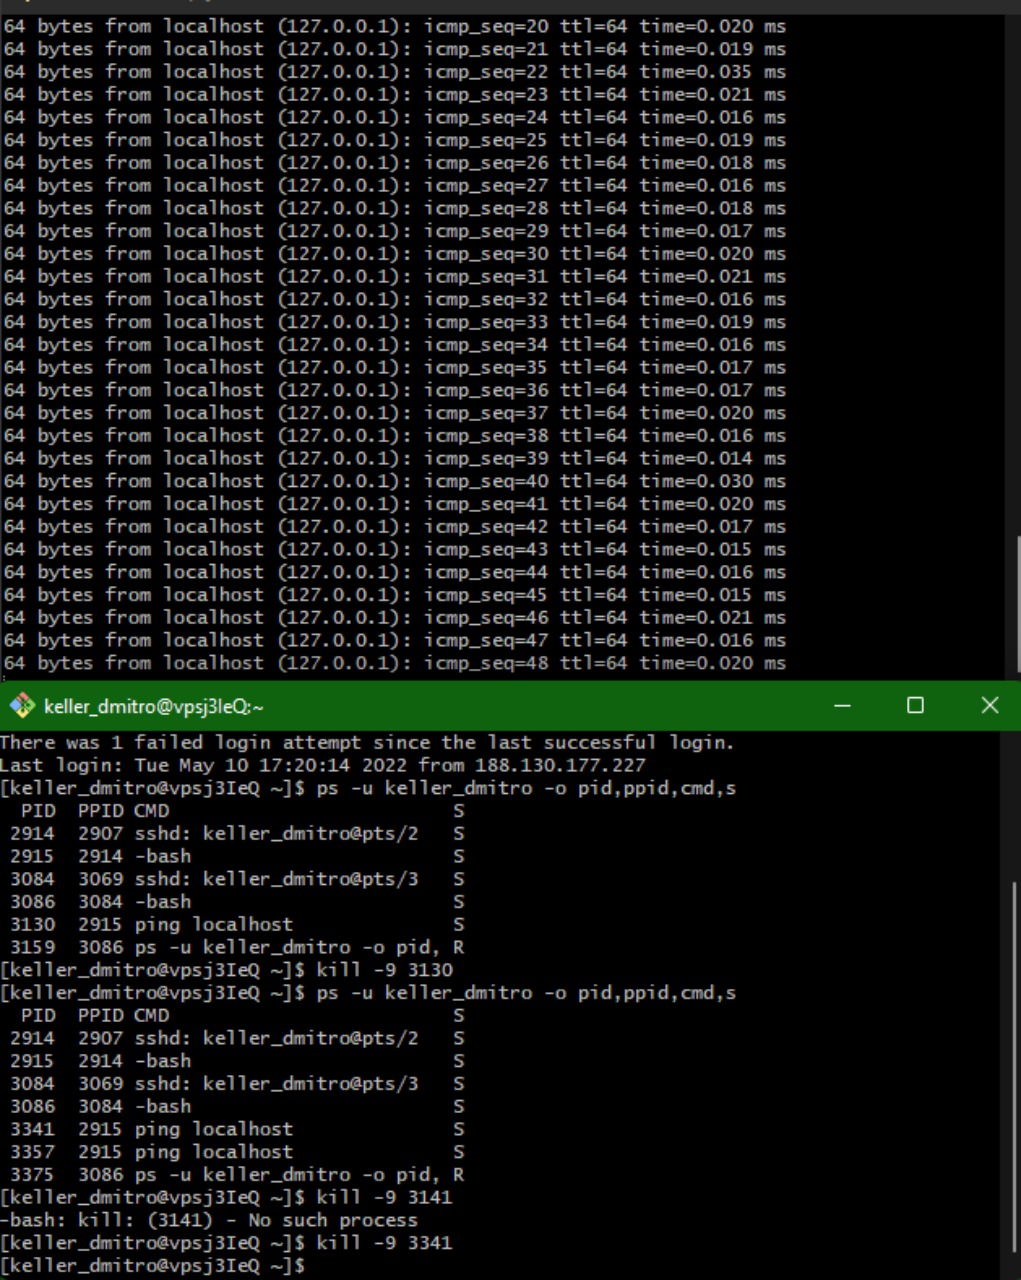 64 bytes from localhost (127.0.0.1): icmp_seq=20 ttl=64 time=0.020 ms
64 bytes from localhost (127.0.0.1): icmp_seq=21 ttl=64 time=0.019 ms
64 bytes from localhost (127.0.0.1): icmp_seq=22 ttl=64 time=0.035 ms
64 bytes from localhost (127.0.0.1): icmp_seq=23 ttl=64 time=0.021 ms
64 bytes from localhost (127.0.0.1): icmp_seq=24 ttl=64 time=0.016 ms
64 bytes from localhost (127.0.0.1): icmp_seq=25 ttl=64 time=0.019 ms
64 bytes from localhost (127.0.0.1): icmp_seq=26 ttl=64 time=0.018 ms
64 bytes from localhost (127.0.0.1): icmp_seq=27 ttl=64 time=0.016 ms
64 bytes from localhost (127.0.0.1): icmp_seq=28 ttl=64 time=0.018 ms
64 bytes from localhost (127.0.0.1): icmp_seq=29 ttl=64 time=0.017 ms
64 bytes from localhost (127.0.0.1): icmp_seq=30 ttl=64 time=0.020 ms
64 bytes from localhost (127.0.0.1): icmp_seq=31 ttl=64 time=0.021 ms
64 bytes from localhost (127.0.0.1): icmp_seq=32 ttl=64 time=0.016 ms
64 bytes from localhost (127.0.0.1): icmp_seq=33 ttl=64 time=0.019 ms
64 bytes from localhost (127.0.0.1): icmp_seq=34 ttl=64 time=0.016 ms
64 bytes from localhost (127.0.0.1): icmp_seq=35 ttl=64 time=0.017 ms
64 bytes from localhost (127.0.0.1): icmp_seq=36 ttl=64 time=0.017 ms
64 bytes from localhost (127.0.0.1): icmp_seq=37 ttl=64 time=0.020 ms
64 bytes from localhost (127.0.0.1): icmp_seq=38 ttl=64 time=0.016 ms
64 bytes from localhost (127.0.0.1): icmp_seq=39 ttl=64 time=0.014 ms
64 bytes from localhost (127.0.0.1): icmp_seq=40 ttl=64 time=0.030 ms
64 bytes from localhost (127.0.0.1): icmp_seq=41 ttl=64 time=0.020 ms
64 bytes from localhost (127.0.0.1): icmp_seq=42 ttl=64 time=0.017 ms
64 bytes from localhost (127.0.0.1): icmp_seq=43 ttl=64 time=0.015 ms
64 bytes from localhost (127.0.0.1): icmp_seq=44 ttl=64 time=0.016 ms
64 bytes from localhost (127.0.0.1): icmp_seq=45 ttl=64 time=0.015 ms
64 bytes from localhost (127.0.0.1): icmp_seq=46 ttl=64 time=0.021 ms
64 bytes from localhost (127.0.0.1): icmp_seq=47 ttl=64 time=0.016 ms
64 bytes from localhost (127.0.0.1): icmp_seq=48 ttl=64 time=0.020 ms
keller_dmitro@vpsj3IeQ:~
There was 1 failed login attempt since the last successful login.
Last login: Tue May 10 17:20:14 2022 from 188.130.177.227
[keller_dmitro@vpsj3IeQ ~]$ ps -u keller_dmitro -o pid,ppid,cmd,s
PID PPID CMD S
2914 2907 sshd: keller_dmitro@pts/2 S
2915 2914 -bash S
3084 3069 sshd: keller_dmitro@pts/3 S
3086 3084 -bash S
3130 2915 ping localhost S
3159 3086 ps -u keller_dmitro -o pid, R
[keller_dmitro@vpsj3IeQ ~]$ kill -9 3130
[keller_dmitro@vpsj3IeQ ~]$ ps -u keller_dmitro -o pid,ppid,cmd,s
PID PPID CMD S
2914 2907 sshd: keller_dmitro@pts/2 S
2915 2914 -bash S
3084 3069 sshd: keller_dmitro@pts/3 S
3086 3084 -bash S
3341 2915 ping localhost S
3357 2915 ping localhost S
3375 3086 ps -u keller_dmitro -o pid, R
[keller_dmitro@vpsj3IeQ ~]$ kill -9 3141
-bash: kill: (3141) - No such process
[keller_dmitro@vpsj3IeQ ~]$ kill -9 3341
[keller_dmitro@vpsj3IeQ ~]$